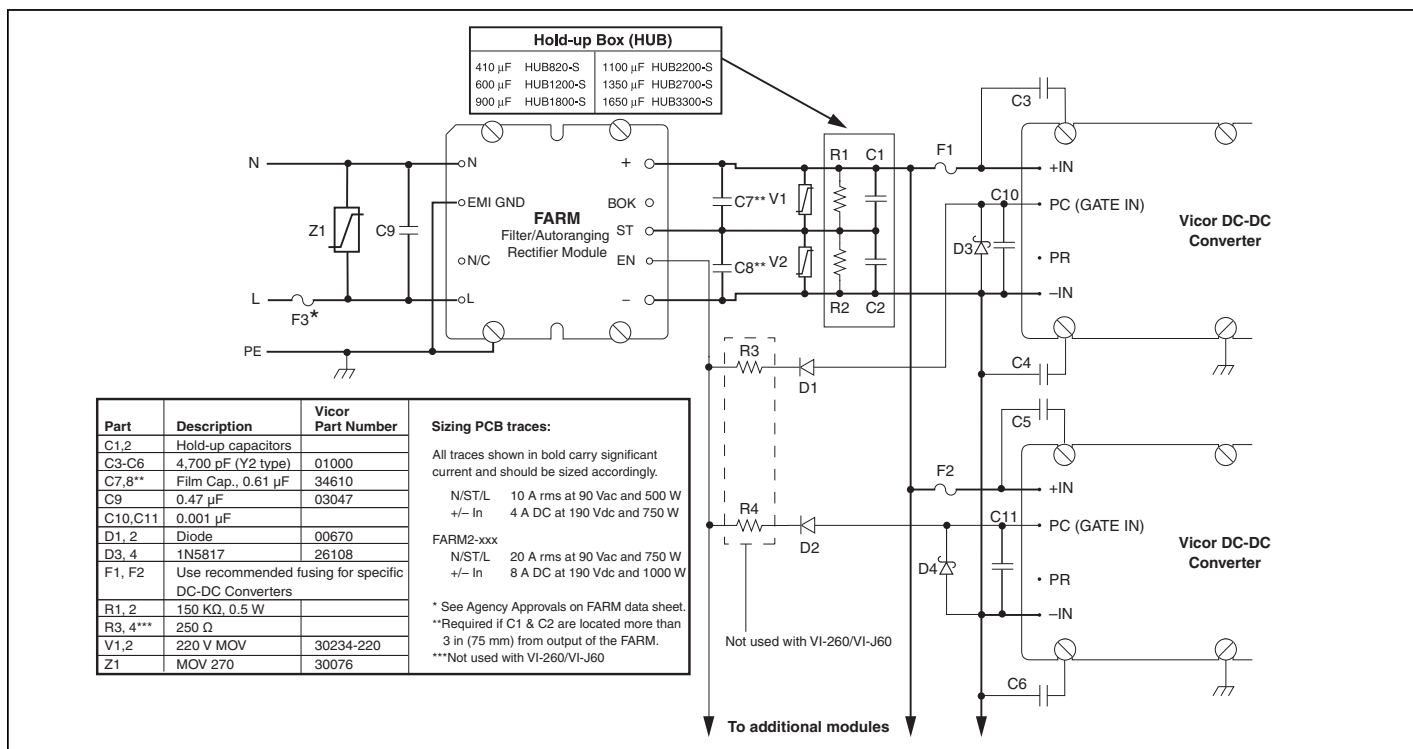 Hold-up Box (HUB)
410 µF HUB820-S 1100 µF HUB2200-S
600 µF HUB1200-S 1350 µF HUB2700-S
900 µF HUB1800-S 1650 µF HUB3300-S
N
Z1
C9
L
F3*
PE
N
EMI GND
N/C
L
FARM
Filter/Autoranging
Rectifier Module
+
BOK
ST
EN
–
C7** V1
C8** V2
R1 C1
R2 C2
F1
C3
+IN
C10
PC (GATE IN)
D3
PR
–IN
Vicor DC-DC
Converter
C4
R3
D1
C5
F2
+IN
C11
PC (GATE IN)
R4
D2
D4
PR
–IN
Vicor DC-DC
Converter
C6
Not used with VI-260/VI-J60
To additional modules
Part Description Vicor Part Number
C1,2 Hold-up capacitors
C3-C6 4,700 pF (Y2 type) 01000
C7,8** Film Cap., 0.61 µF 34610
C9 0.47 µF 03047
C10,C11 0.001 µF
D1, 2 Diode 00670
D3, 4 1N5817 26108
F1, F2 Use recommended fusing for specific
DC-DC Converters
R1, 2 150 KΩ, 0.5 W
R3, 4*** 250 Ω
V1,2 220 V MOV 30234-220
Z1 MOV 270 30076
Sizing PCB traces:
All traces shown in bold carry significant
current and should be sized accordingly.
N/ST/L 10 A rms at 90 Vac and 500 W
+/– In 4 A DC at 190 Vdc and 750 W
FARM2-xxx
N/ST/L 20 A rms at 90 Vac and 750 W
+/– In 8 A DC at 190 Vdc and 1000 W
* See Agency Approvals on FARM data sheet.
**Required if C1 & C2 are located more than
3 in (75 mm) from output of the FARM.
***Not used with VI-260/VI-J60